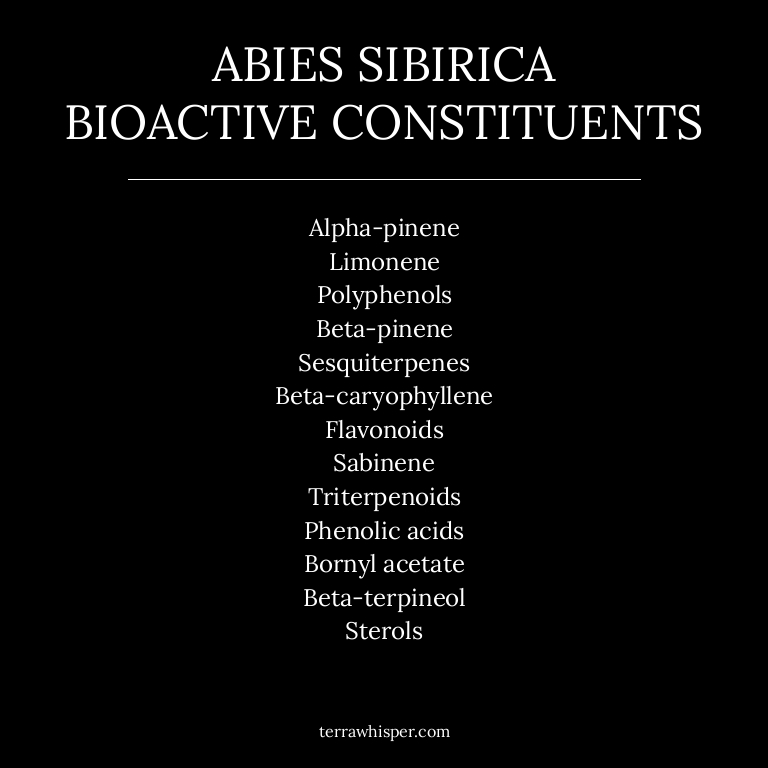 ABIES SIBIRICA
BIOACTIVE CONSTITUENTS
Alpha-pinene
Limonene
Polyphenols
Beta-pinene
Sesquiterpenes
Beta-caryophyllene
Flavonoids
Sabinene
Triterpenoids
Phenolic acids
Bornyl acetate
Beta-terpineol
Sterols
terrawhisper.com